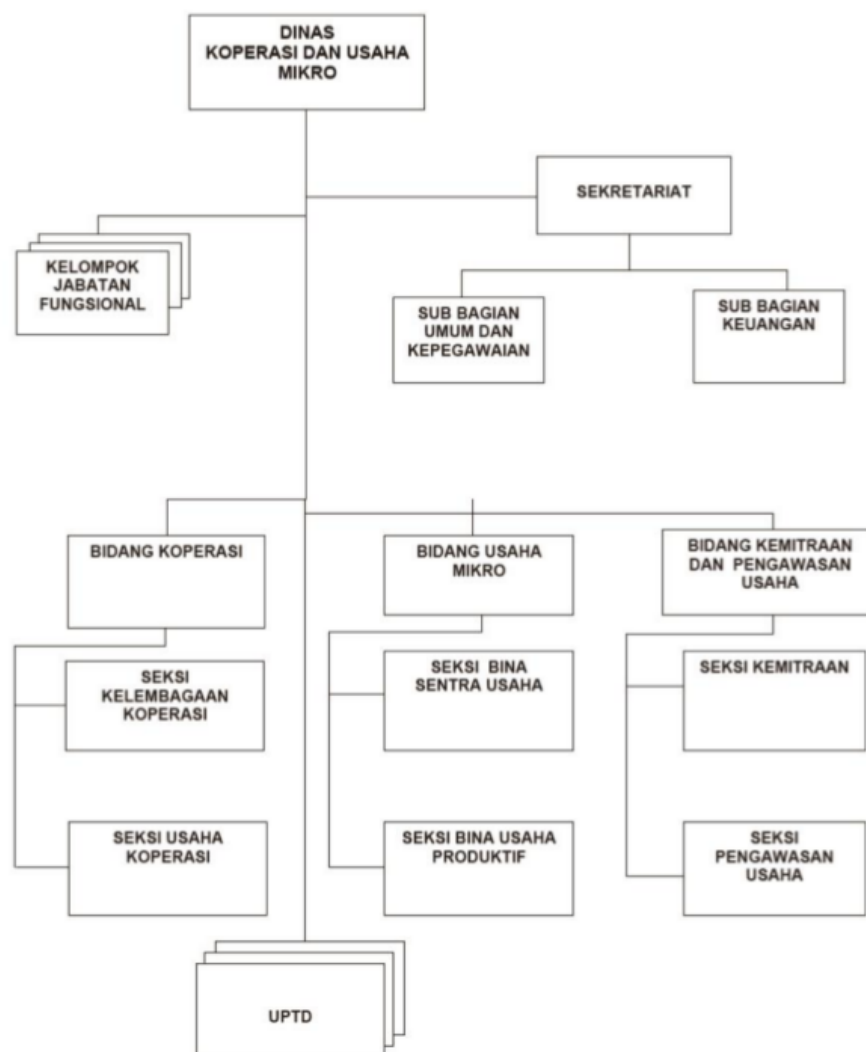 DINAS
KOPERASI DAN USAHA
MIKRO
SEKRETARIAT
KELOMPOK
JABATAN
FUNGSIONAL
SUB BAGIAN
UMUM DAN
KEPEGAWAIAN
SUB BAGIAN
KEUANGAN
BIDANG KOPERASI
BIDANG USAHA
MIKRO
BIDANG KEMITRAAN
DAN PENGAWASAN
USAHA
SEKSI
KELEMBAGAAN
KOPERASI
SEKSI BINA
SENTRA USAHA
SEKSI KEMITRAAN
SEKSI USAHA
KOPERASI
SEKSI BINA USAHA
PRODUKTIF
SEKSI
PENGAWASAN
USAHA
UPTD